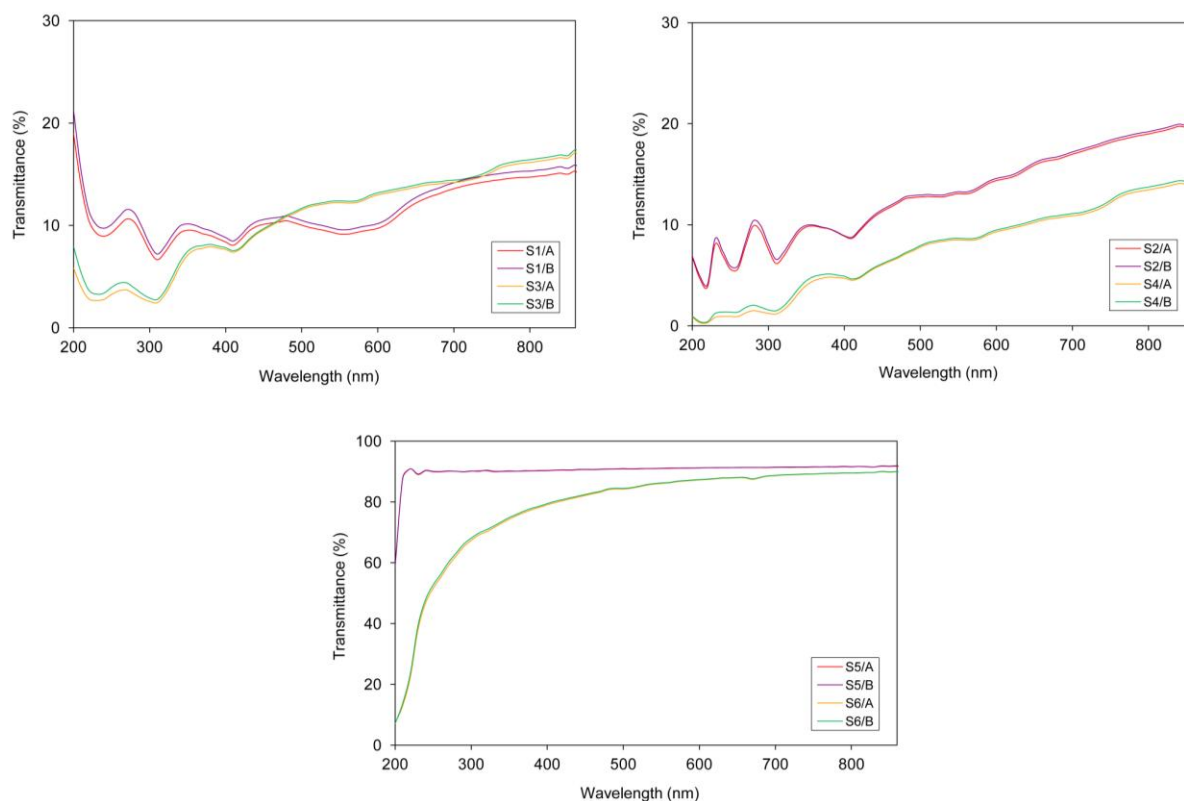 30
20
10
0
Transmittance (%)
200 300 400 500 600 700 800
Wavelength (nm)
S1/A
S1/B
S3/A
S3/B
30
20
10
0
Transmittance (%)
200 300 400 500 600 700 800
Wavelength (nm)
S2/A
S2/B
S4/A
S4/B
100
80
60
40
20
0
Transmittance (%)
200 300 400 500 600 700 800
Wavelength (nm)
S5/A
S5/B
S6/A
S6/B